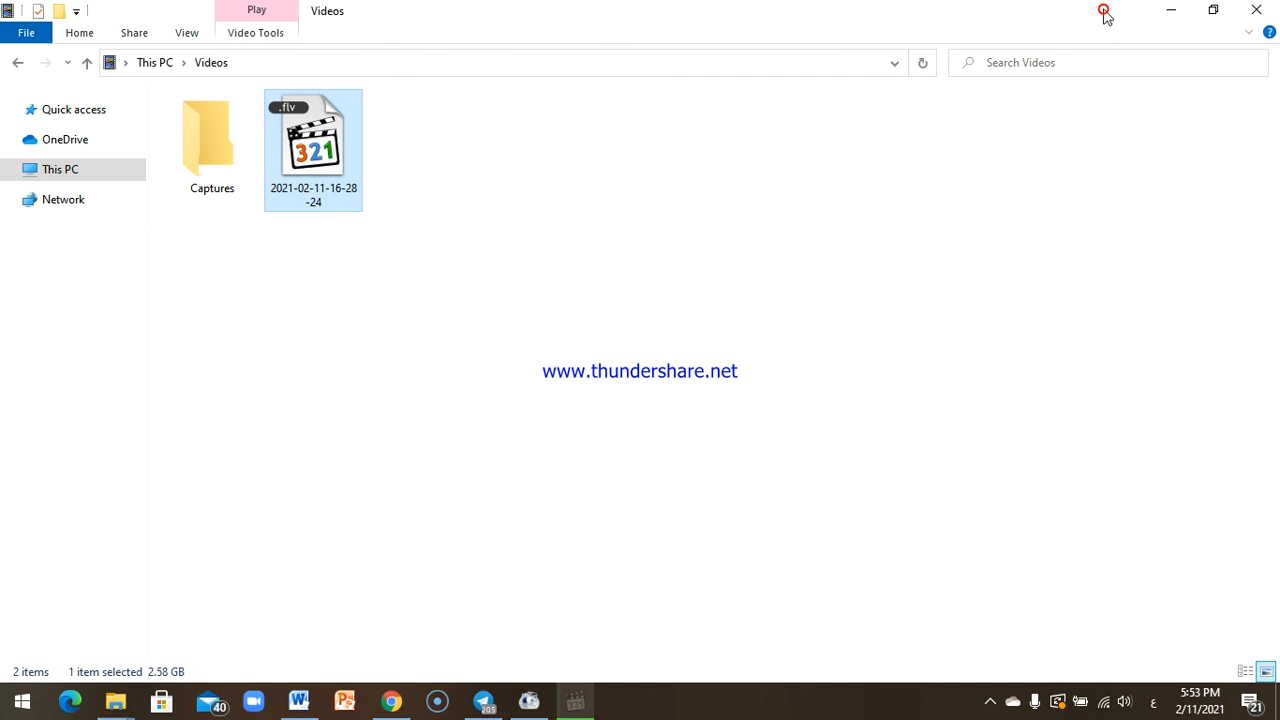 Play
Videos
File
Home
Share
View
Video Tools
This PC
Videos
Search Videos
Quick access
OneDrive
This PC
Network
Captures
.flv
321
2021-02-11-16-28
-24
www.thundershare.net
2 items
1 item selected 2.58 GB
40
205
ع
5:53 PM
2/11/2021
21